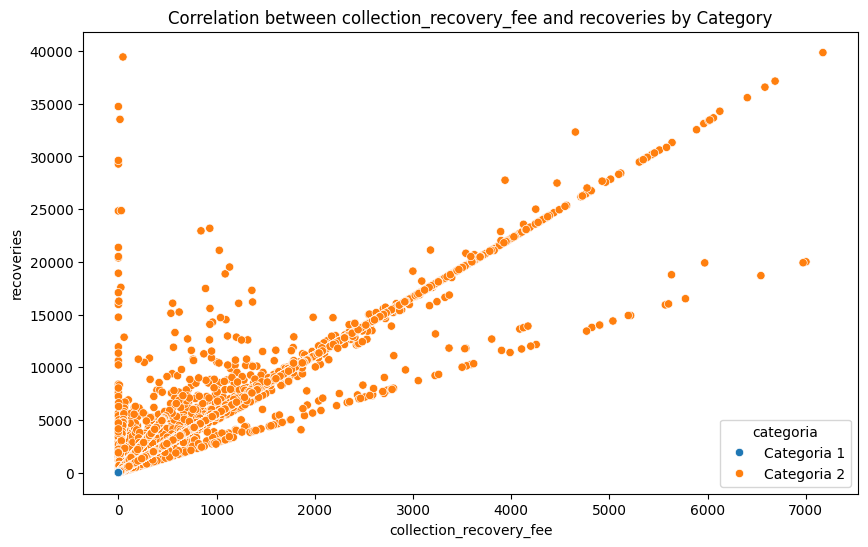 Correlation between collection_recovery_fee and recoveries by Category
recoveries
40000
35000
30000
25000
20000
15000
10000
5000
0
categoria
Categoria 1
Categoria 2
0 1000 2000 3000 4000 5000 6000 7000
collection_recovery_fee